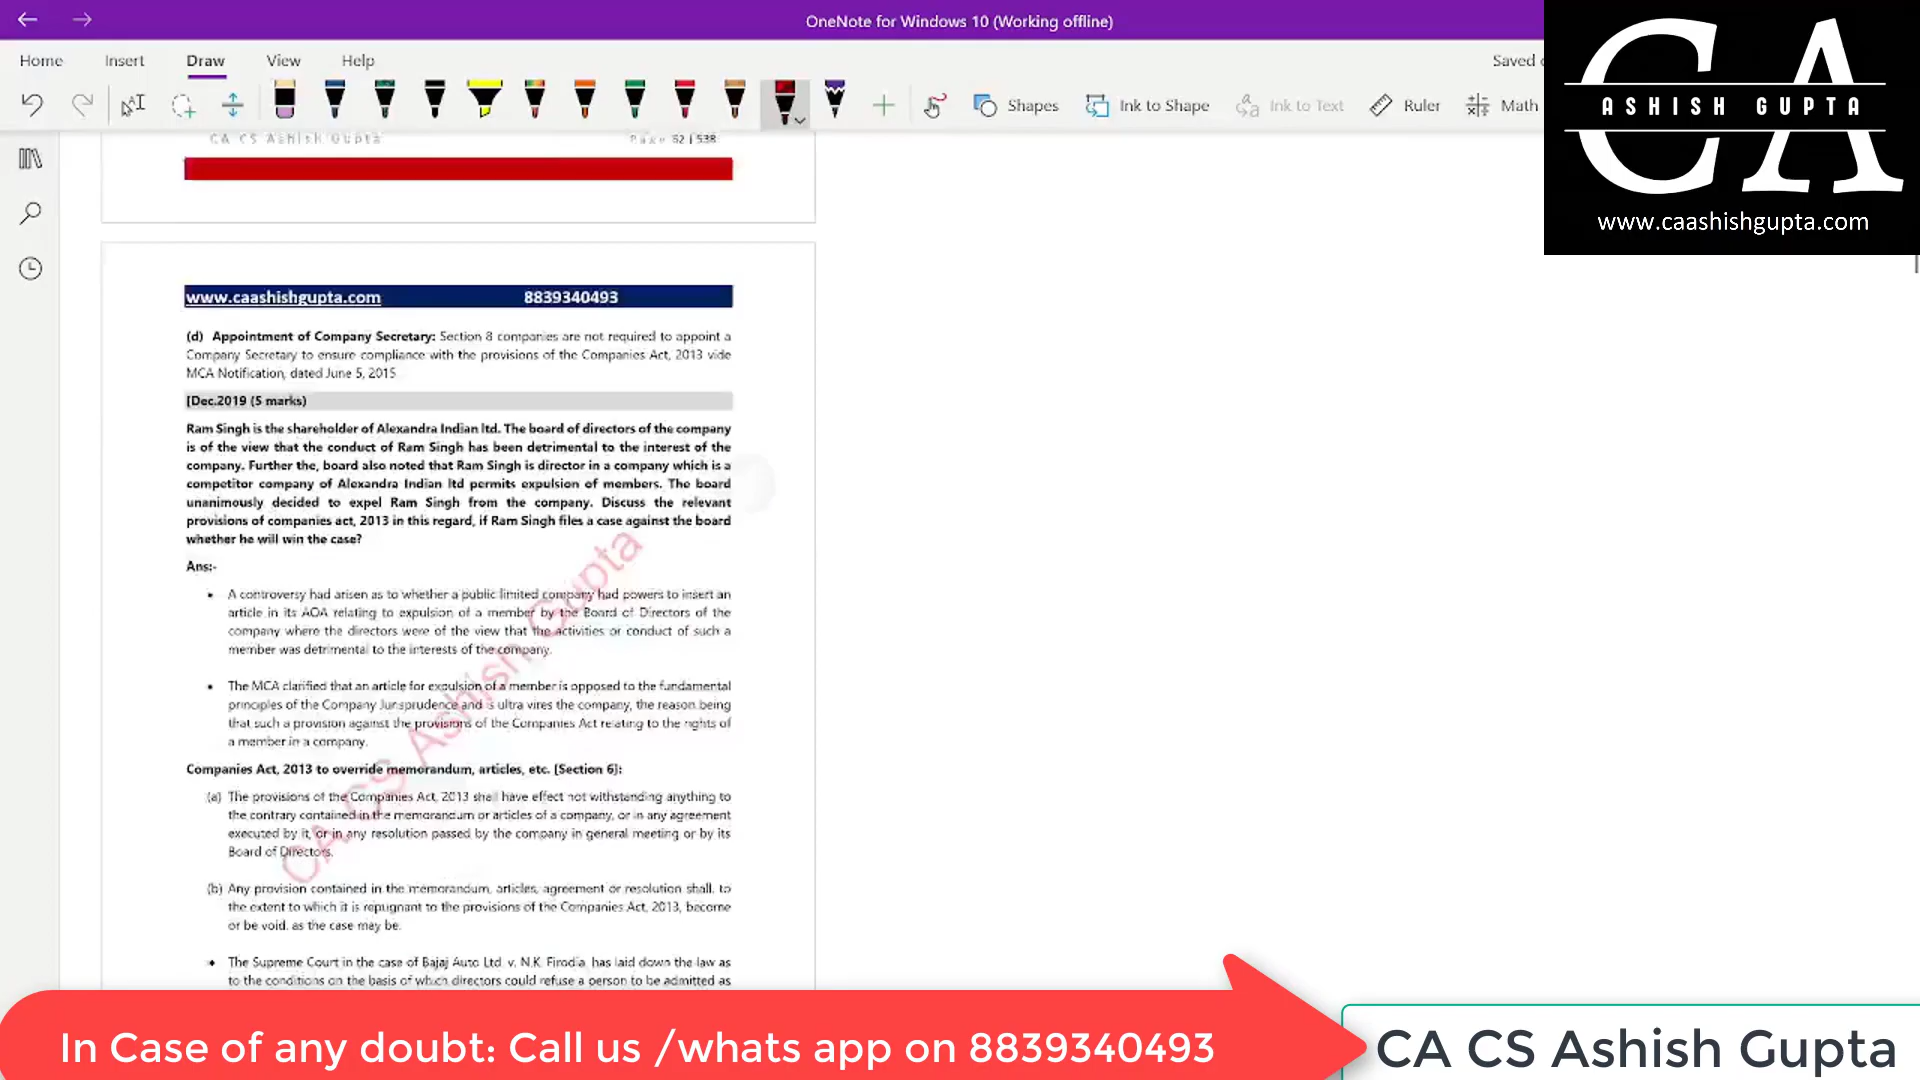 OneNote for Windows 10 (Working offline)
Home Insert Draw View Help Saved
Shapes Ink to Shape Ink to Text Ruler Math
CA
ASHISH GUPTA
www.caashishgupta.com
CA CS Ashish Gupta Page 52 | 538
www.caashishgupta.com 8839340493
(d) Appointment of Company Secretary: Section 8 companies are not required to appoint a
Company Secretary to ensure compliance with the provisions of the Companies Act, 2013 vide
MCA Notification, dated June 5, 2015
[Dec.2019 (5 marks)
Ram Singh is the shareholder of Alexandra Indian ltd. The board of directors of the company
is of the view that the conduct of Ram Singh has been detrimental to the interest of the
company. Further the, board also noted that Ram Singh is director in a company which is a
competitor company of Alexandra Indian ltd permits expulsion of members. The board
unanimously decided to expel Ram Singh from the company. Discuss the relevant
provisions of companies act, 2013 in this regard, if Ram Singh files a case against the board
whether he will win the case?
Ans:-
• A controversy had arisen as to whether a public limited company had powers to insert an
article in its AOA relating to expulsion of a member by the Board of Directors of the
company where the directors were of the view that the activities or conduct of such a
member was detrimental to the interests of the company.
• The MCA clarified that an article for expulsion of a member is opposed to the fundamental
principles of the Company Jurisprudence and is ultra vires the company, the reason being
that such a provision against the provisions of the Companies Act relating to the rights of
a member in a company.
Companies Act, 2013 to override memorandum, articles, etc. [Section 6]:
(a) The provisions of the Companies Act, 2013 shall have effect not withstanding anything to
the contrary contained in the memorandum or articles of a company, or in any agreement
executed by it, or in any resolution passed by the company in general meeting or by its
Board of Directors.
(b) Any provision contained in the memorandum, articles, agreement or resolution shall, to
the extent to which it is repugnant to the provisions of the Companies Act, 2013, become
or be void, as the case may be.
• The Supreme Court in the case of Bajaj Auto Ltd. v. N.K. Firodia, has laid down the law as
to the conditions on the basis of which directors could refuse a person to be admitted as
CA CS Ashish Gupta
In Case of any doubt: Call us /whats app on 8839340493
CA CS Ashish Gupta